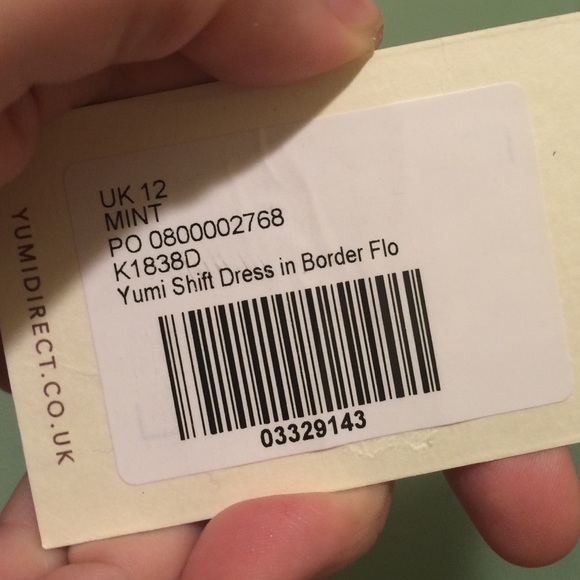 UK 12
MINT
PO 0800002768
K1838D
Yumi Shift Dress in Border Flo
03329143
YUMIDIRECT.CO.UK